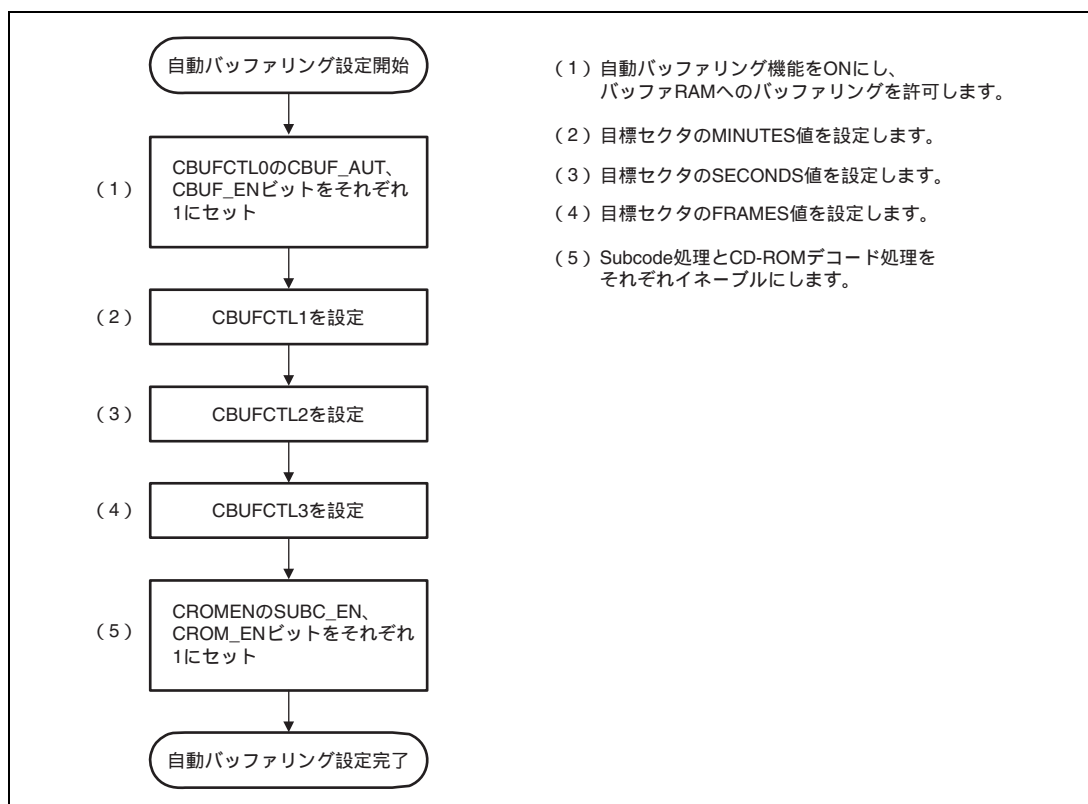 自動バッファリング設定開始
（1）
CBUFCTL0のCBUF_AUT、
CBUF_ENビットをそれぞれ
1にセット
（2）
CBUFCTL1を設定
（3）
CBUFCTL2を設定
（4）
CBUFCTL3を設定
（5）
CROMENのSUBC_EN、
CROM_ENビットをそれぞれ
1にセット
自動バッファリング設定完了
（1）自動バッファリング機能をONにし、
バッファRAMへのバッファリングを許可します。
（2）目標セクタのMINUTES値を設定します。
（3）目標セクタのSECONDS値を設定します。
（4）目標セクタのFRAMES値を設定します。
（5）Subcode処理とCD-ROMデコード処理を
それぞれイネーブルにします。